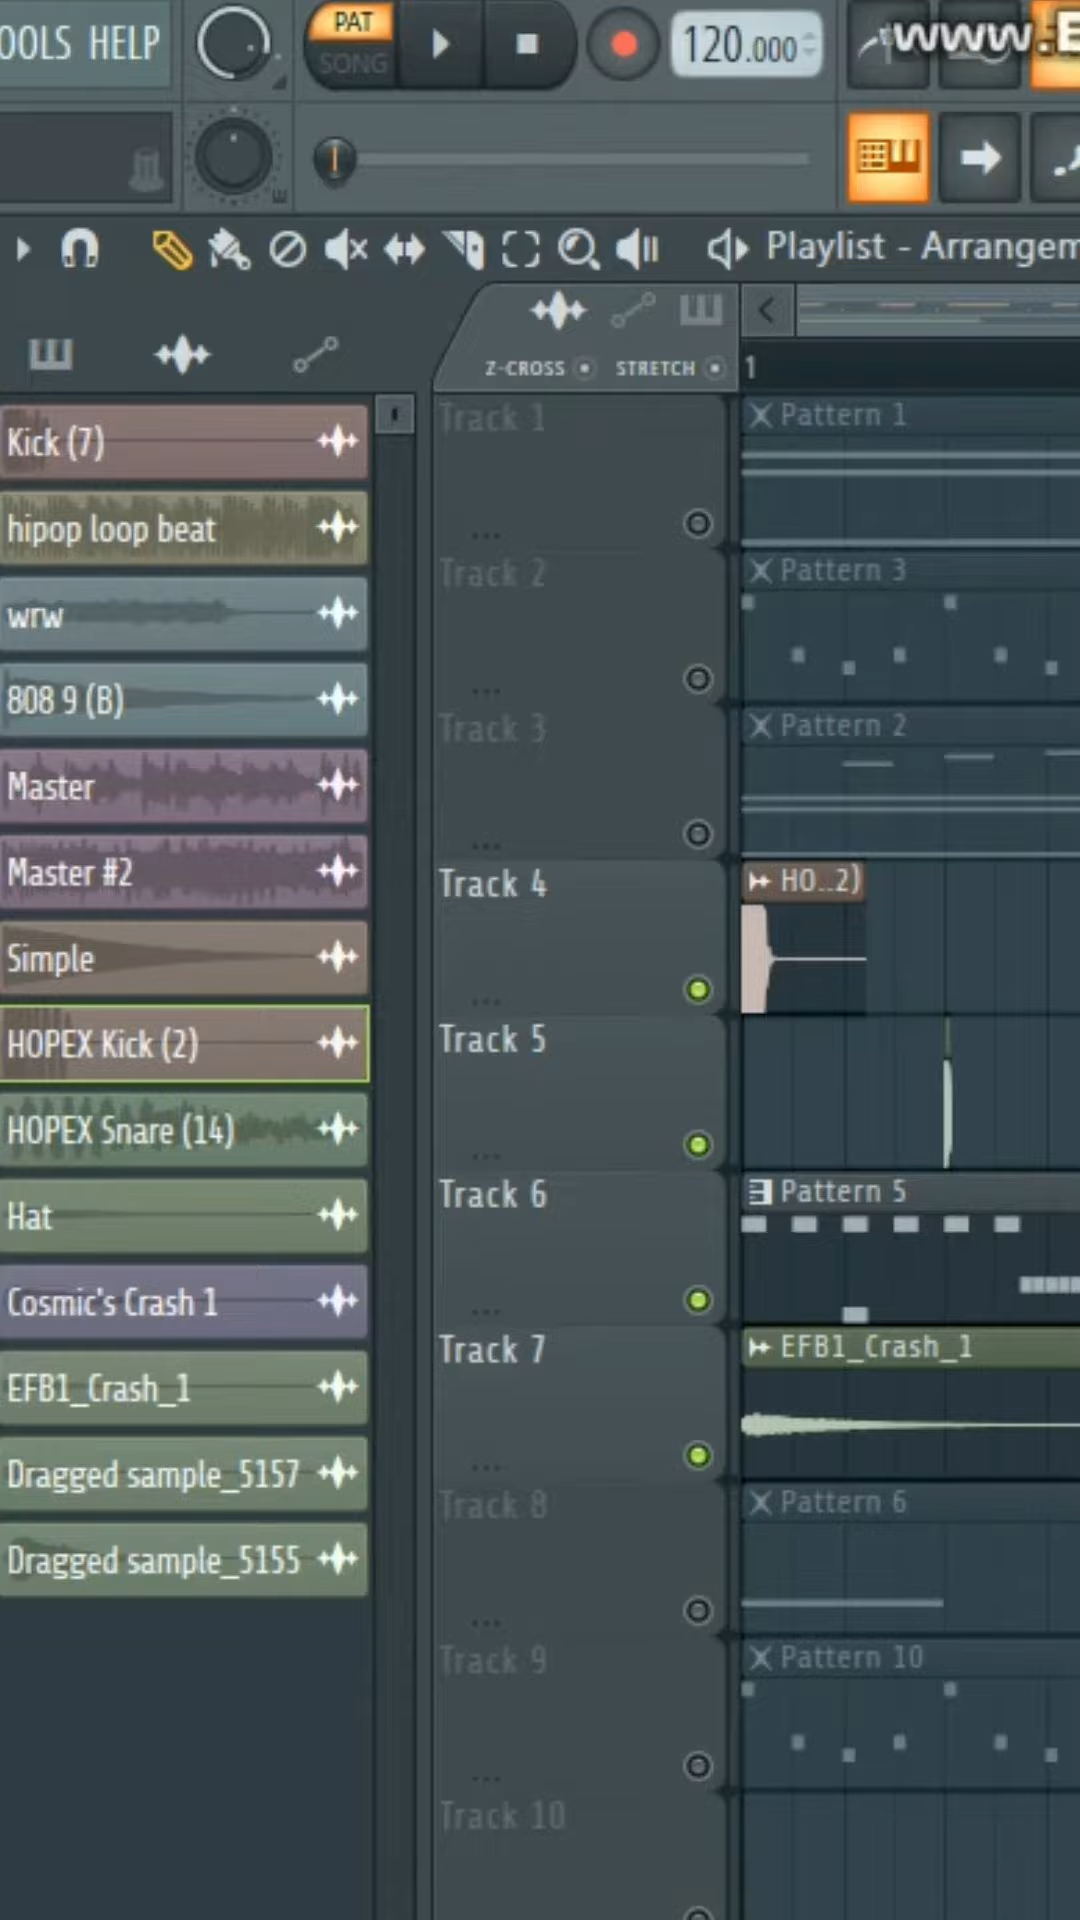 OOLS HELP
PAT
SONG
120.000
www.E
Playlist - Arrangem
Z-CROSS
STRETCH
1
Kick (7)
hipop loop beat
wrw
808 9 (B)
Master
Master #2
Simple
HOPEX Kick (2)
HOPEX Snare (14)
Hat
Cosmic's Crash 1
EFB1_Crash_1
Dragged sample_5157
Dragged sample_5155
Track 1
Pattern 1
Track 2
Pattern 3
Track 3
Pattern 2
Track 4
HO..2)
Track 5
Track 6
Pattern 5
Track 7
EFB1_Crash_1
Track 8
Pattern 6
Track 9
Pattern 10
Track 10